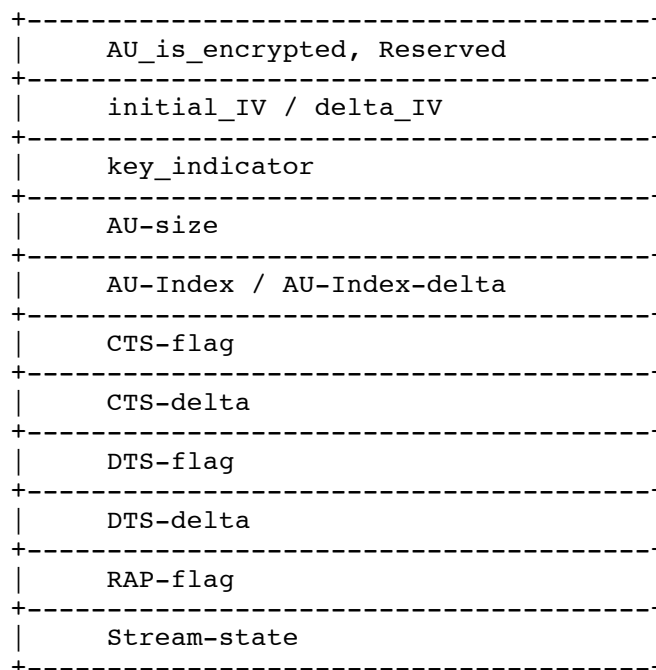 AU_is_encrypted, Reserved
initial_IV / delta_IV
key_indicator
AU-size
AU-Index / AU-Index-delta
CTS-flag
CTS-delta
DTS-flag
DTS-delta
RAP-flag
Stream-state